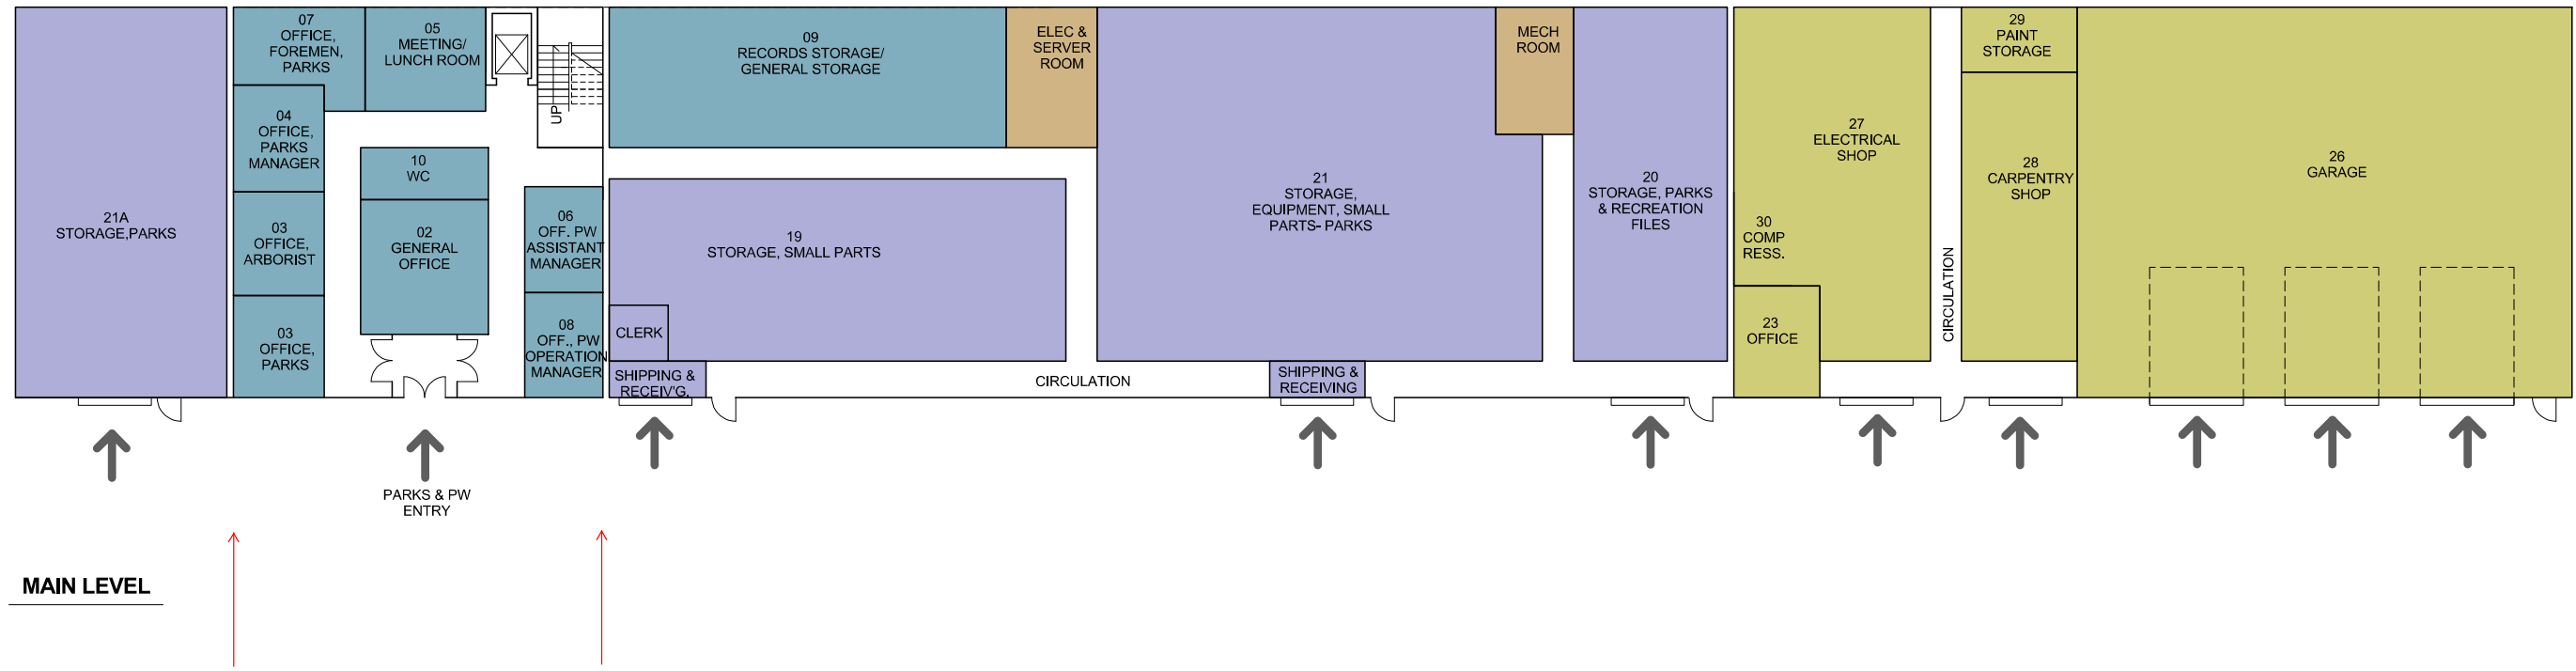 21A
STORAGE,PARKS
07
OFFICE,
FOREMEN,
PARKS
05
MEETING/
LUNCH ROOM
04
OFFICE,
PARKS
MANAGER
03
OFFICE,
ARBORIST
03
OFFICE,
PARKS
10
WC
02
GENERAL
OFFICE
UP
06
OFF. PW
ASSISTANT
MANAGER
08
OFF., PW
OPERATION
MANAGER
09
RECORDS STORAGE/
GENERAL STORAGE
ELEC &
SERVER
ROOM
19
STORAGE, SMALL PARTS
CLERK
SHIPPING &
RECEIV'G.
CIRCULATION
21
STORAGE,
EQUIPMENT, SMALL
PARTS- PARKS
SHIPPING &
RECEIVING
MECH
ROOM
20
STORAGE, PARKS
& RECREATION
FILES
27
ELECTRICAL
SHOP
30
COMP
RESS.
23
OFFICE
CIRCULATION
29
PAINT
STORAGE
28
CARPENTRY
SHOP
26
GARAGE
PARKS & PW
ENTRY
MAIN LEVEL